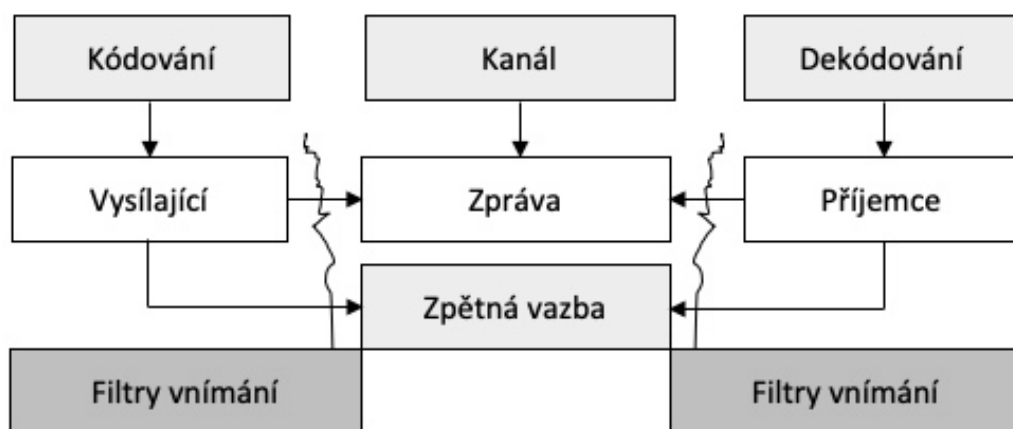 Kódování
Kanál
Dekódování
Vysílající
Zpráva
Příjemce
Zpětná vazba
Filtry vnímání
Filtry vnímání